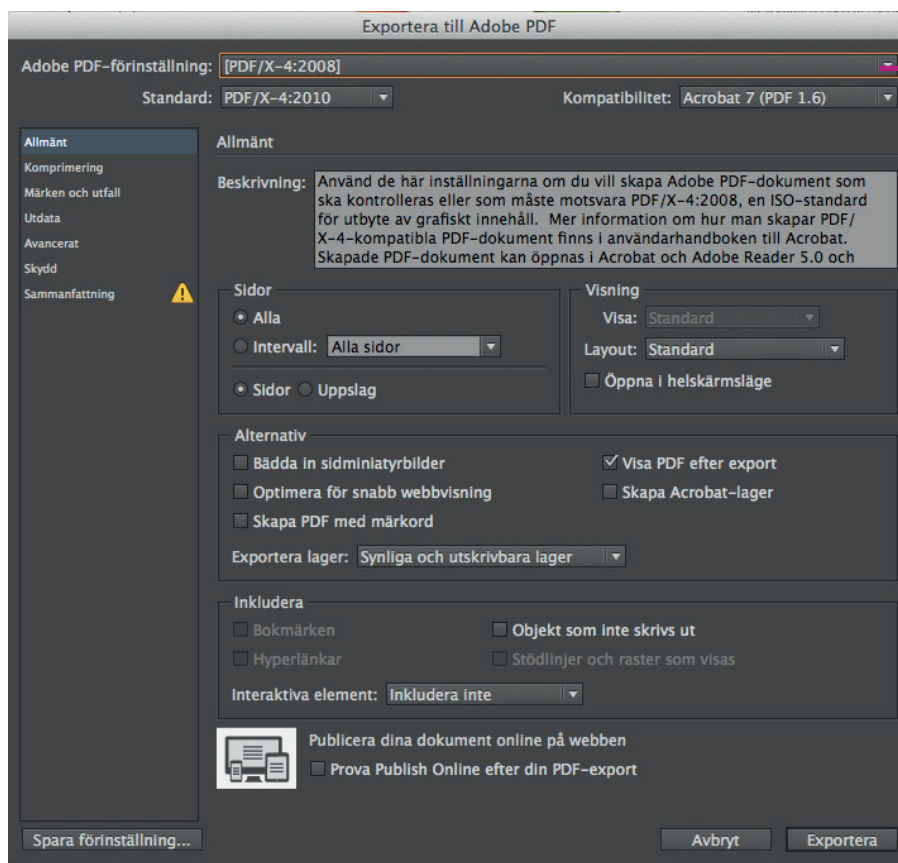 Exportera till Adobe PDF
Adobe PDF-förinställning: [PDF/X-4:2008]
Standard: PDF/X-4:2010 Kompatibilitet: Acrobat 7 (PDF 1.6)
Allmänt
Komprimering
Märken och utfall
Utdata
Avancerat
Skydd
Sammanfattning
Allmänt
Beskrivning: Använd de här inställningarna om du vill skapa Adobe PDF-dokument som
ska kontrolleras eller som måste motsvara PDF/X-4:2008, en ISO-standard
för utbyte av grafiskt innehåll. Mer information om hur man skapar PDF/
X-4-kompatibla PDF-dokument finns i användarhandboken till Acrobat.
Skapade PDF-dokument kan öppnas i Acrobat och Adobe Reader 5.0 och
Sidor
Alla
Intervall: Alla sidor
Sidor Uppslag
Visning
Visa: Standard
Layout: Standard
Öppna i helskärmsläge
Alternativ
Bädda in sidminiatyrbilder Visa PDF efter export
Optimera för snabb webbvisning Skapa Acrobat-lager
Skapa PDF med märkord
Exportera lager: Synliga och utskrivbara lager
Inkludera
Bokmärken Objekt som inte skrivs ut
Hyperlänkar Stödlinjer och raster som visas
Interaktiva element: Inkludera inte
Publicera dina dokument online på webben
Prova Publish Online efter din PDF-export
Spara förinställning... Avbryt Exportera